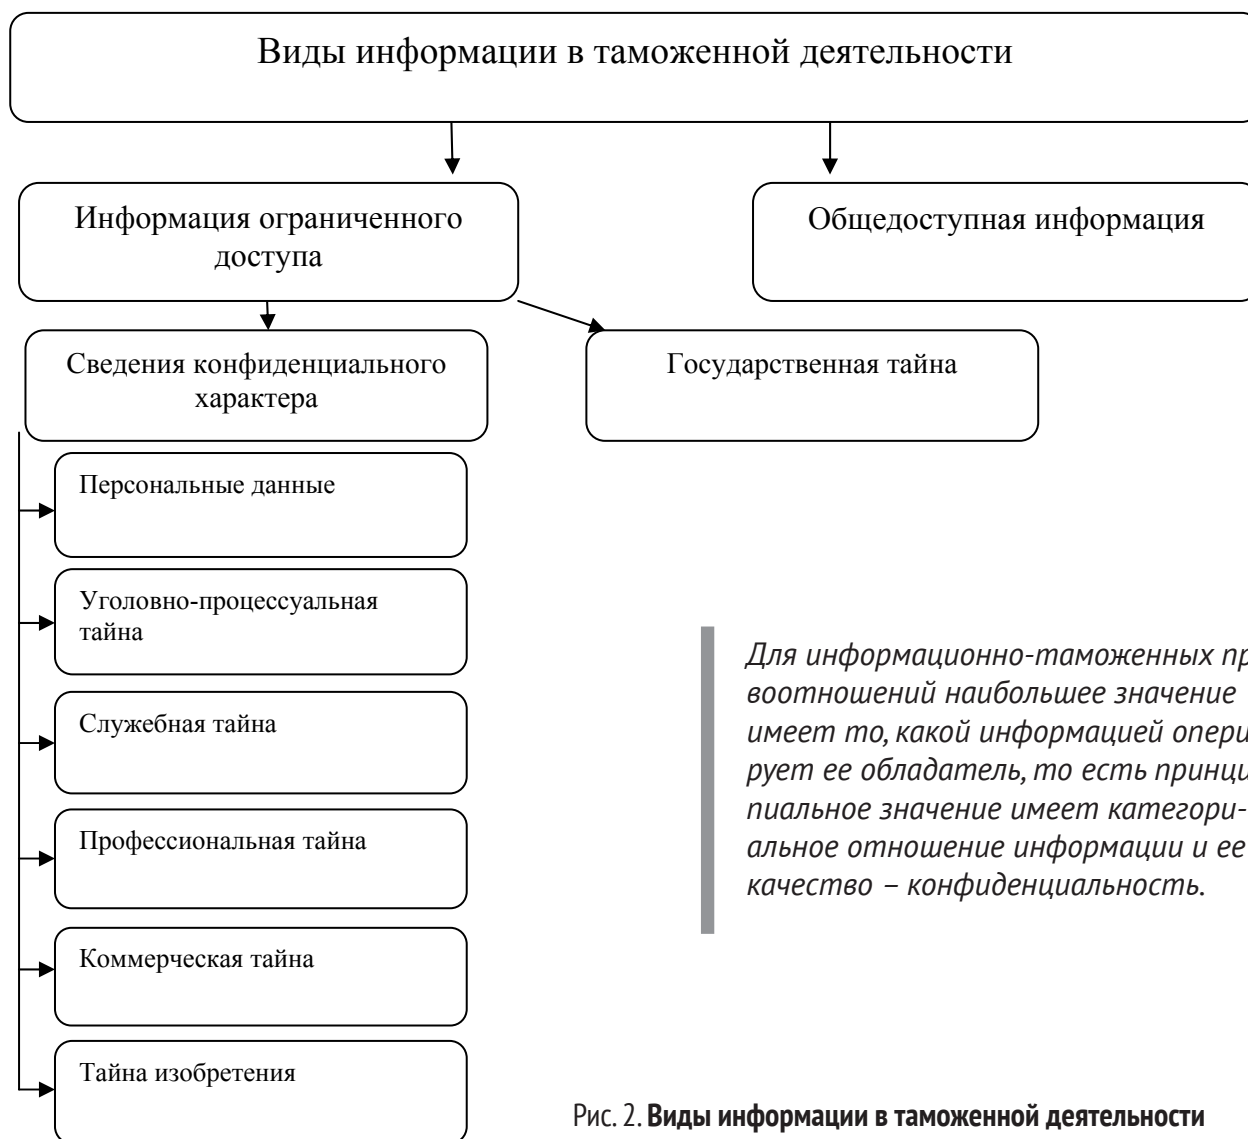 Виды информации в таможенной деятельности
Информация ограниченного
доступа
Общедоступная информация
Сведения конфиденциального
характера
Государственная тайна
Персональные данные
Уголовно-процессуальная
тайна
Служебная тайна
Профессиональная тайна
Коммерческая тайна
Тайна изобретения
Для информационно-таможенных пр
воотношений наибольшее значение
имеет то, какой информацией опери
рует ее обладатель, то есть принци
пиальное значение имеет категори-
альное отношение информации и ее
качество – конфиденциальность.
Рис. 2. Виды информации в таможенной деятельности